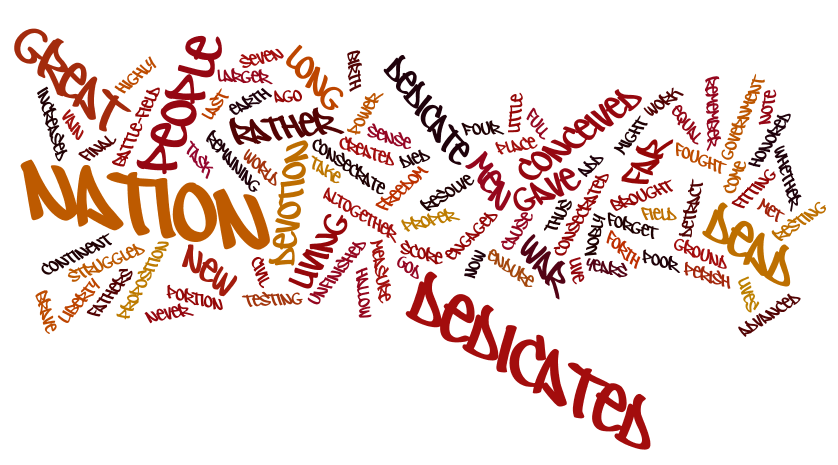 GREAT
HIGHLY
PEOPLE
SEVEN
LARGER
LONG
BIRTH
DEDICATE
INCREASED
VAIN
FINAL
BATTLE-FIELD
LAST
EARTH
AGO
POWER
RATHER
SENSE
FOUR
LITTLE
FULL
PLACE
CONCEIVED
MIGHT
WORK
EQUAL
REMEMBER
GOVERNMENT
NOTE
HONORED
WHETHER
TASK
REMAINING
WORLD
DEVOTION
TAKE
CREATED
DIED
CONSECRATE
FREEDOM
RESOLVE
MEN
GAVE
ADD
FAR
FOUGHT
COME
FITTING
MET
RESTING
NATION
ALTOGETHER
PROPER
ENGAGED
CAUSE
THUS
CONSECRATED
BROUGHT
NOBLY
FORGET
FIELD
DETRACT
DEAD
CONTINENT
STRUGGLED
LIBERTY
FATHERS
PROPOSITION
BRAVE
NEW
PORTION
NEVER
CIVIL
TESTING
LIVING
UNFINISHED
HALLOW
MEASURE
SCORE
GOD
NOW
ENDURE
WAR
LIVE
YEARS
FORTH
POOR
GROUND
PERISH
LIVES
ADVANCED
DEDICATED